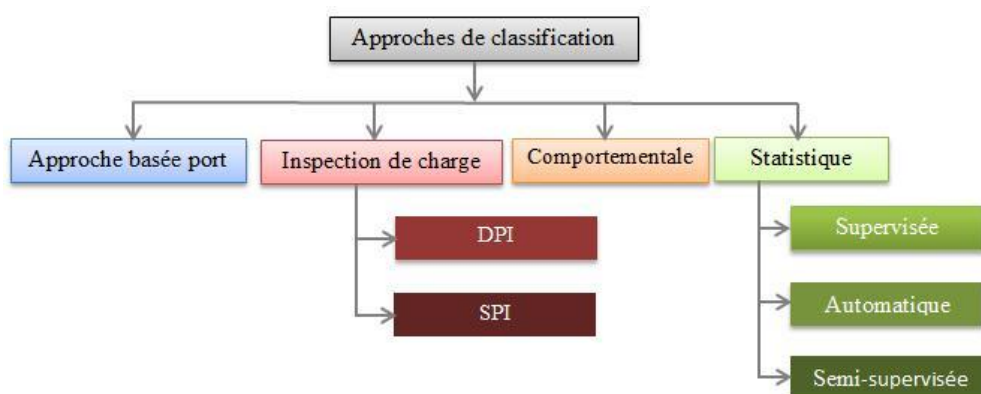 Approches de classification
Approche basée port
Inspection de charge
Comportementale
Statistique
DPI
SPI
Supervisée
Automatique
Semi-supervisée